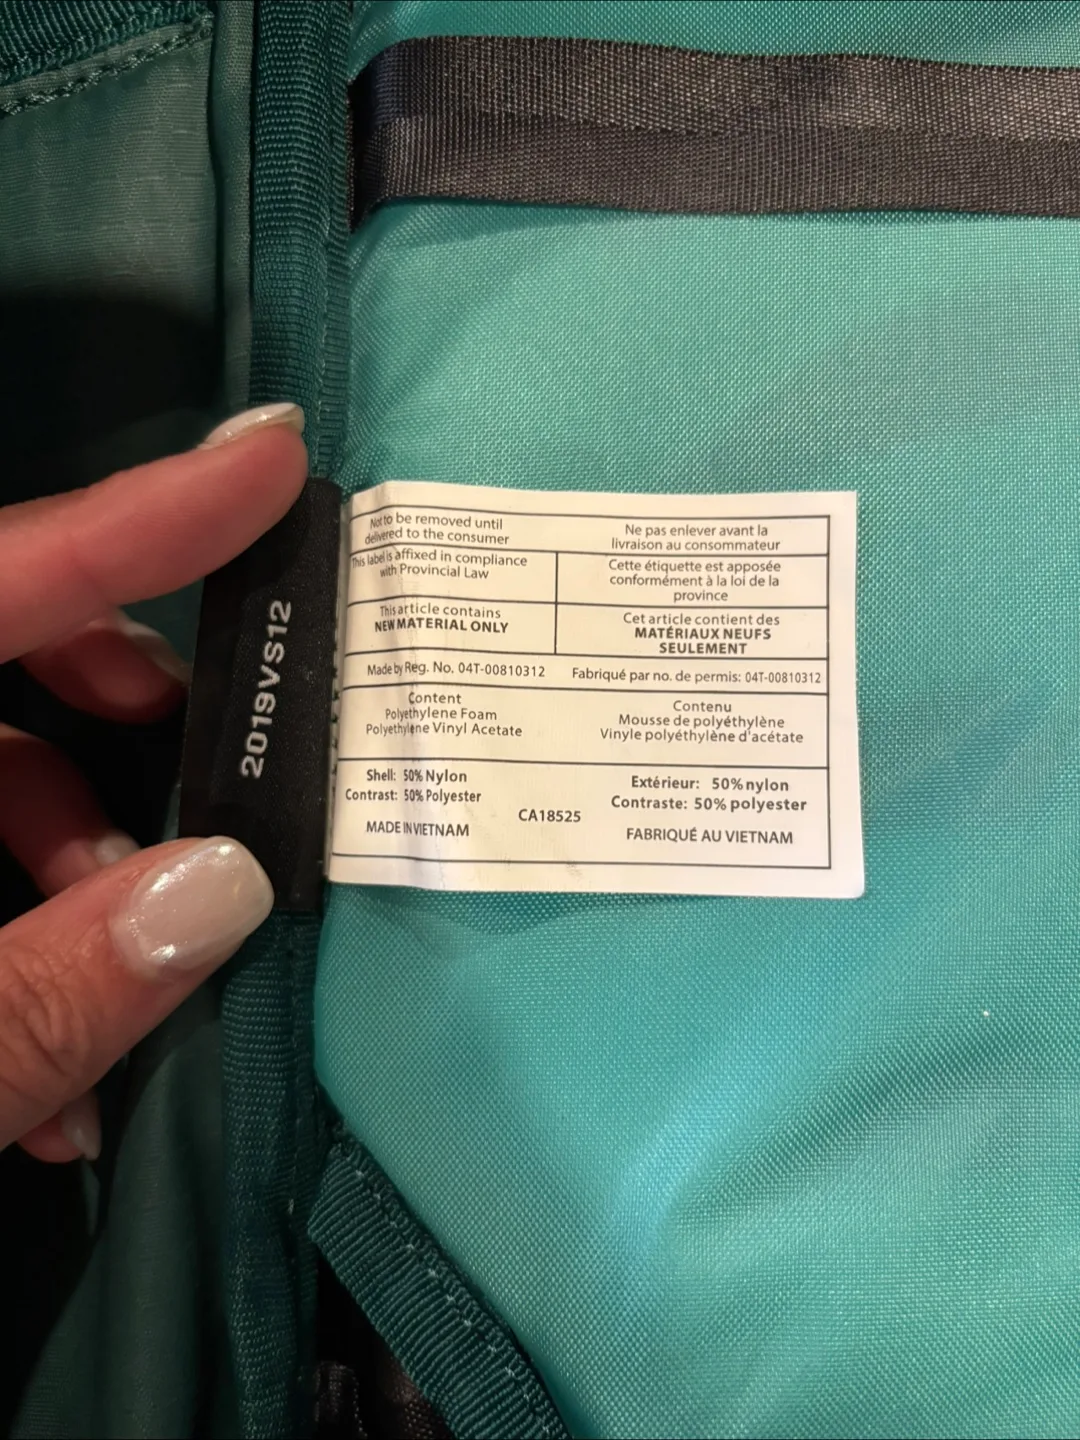 2019VS12
Not to be removed until
delivered to the consumer
Ne pas enlever avant la
livraison au consommateur
This label is affixed in compliance
with Provincial Law
Cette étiquette est apposée
conformément à la loi de la
province
This article contains
NEW MATERIAL ONLY
Cet article contient des
MATÉRIAUX NEUFS
SEULEMENT
Made by Reg. No. 04T-00810312
Fabriqué par no. de permis: 04T-00810312
Content
Polyethylene Foam
Polyethylene Vinyl Acetate
Contenu
Mousse de polyéthylène
Vinyle polyéthylène d'acétate
Shell: 50% Nylon
Contrast: 50% Polyester
MADE IN VIETNAM
CA18525
Extérieur: 50% nylon
Contraste: 50% polyester
FABRIQUÉ AU VIETNAM